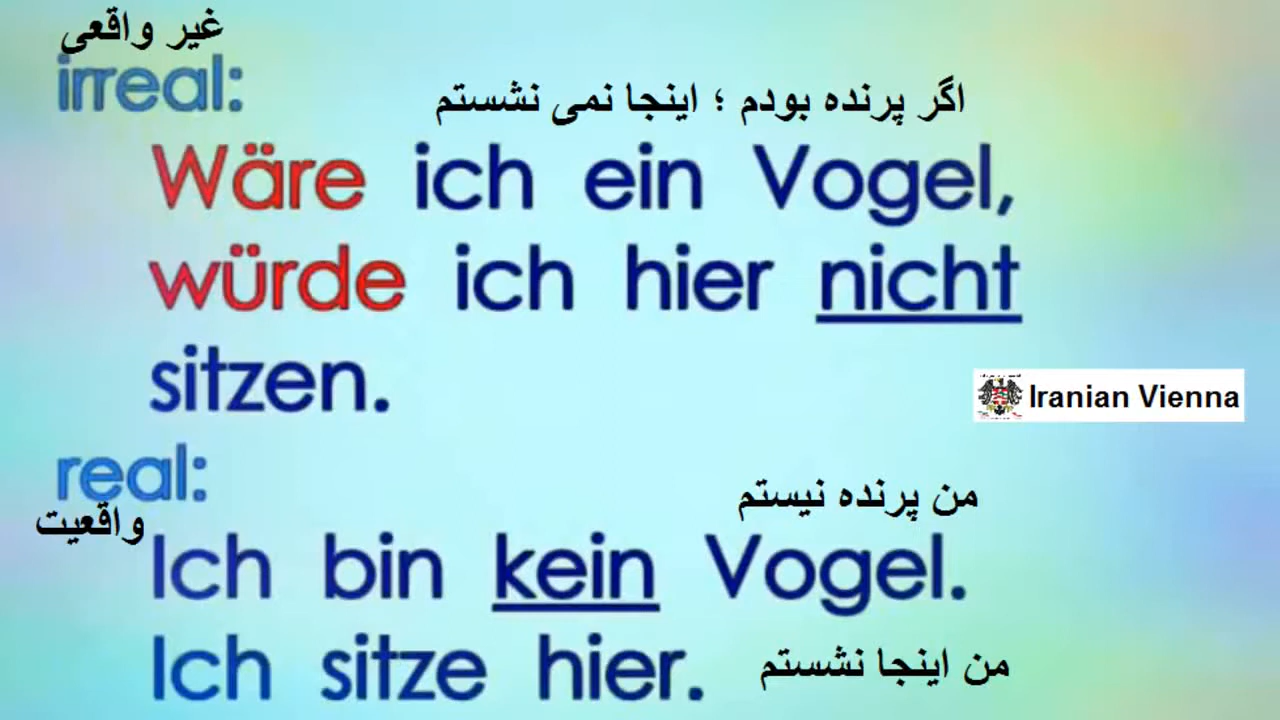 غیر واقعی
irreal:
اگر پرنده بودم ؛ اینجا نمی نشستم
Wäre ich ein Vogel,
würde ich hier nicht
sitzen.
Iranian Vienna
real:
واقعیت
من پرنده نیستم
Ich bin kein Vogel.
Ich sitze hier.
من اینجا نشستم